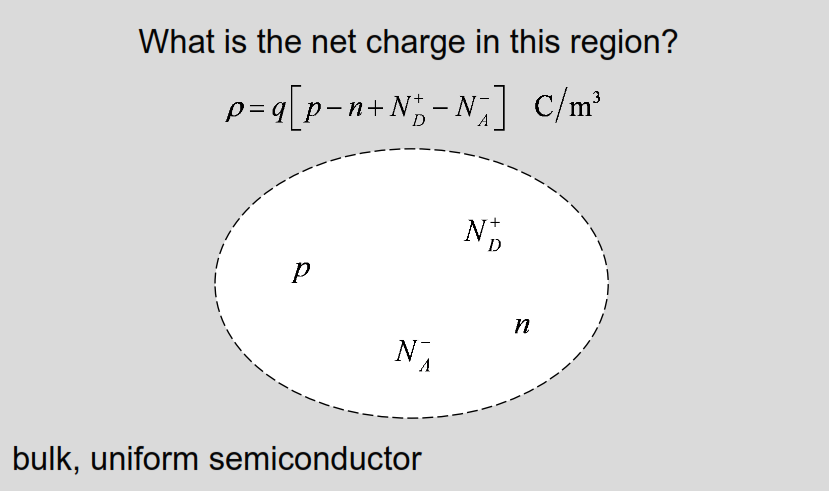 What is the net charge in this region?
ρ = q[p − n + N_D^+ − N_A^−] C/m³
N_D^+
p
n
N_A^−
bulk, uniform semiconductor